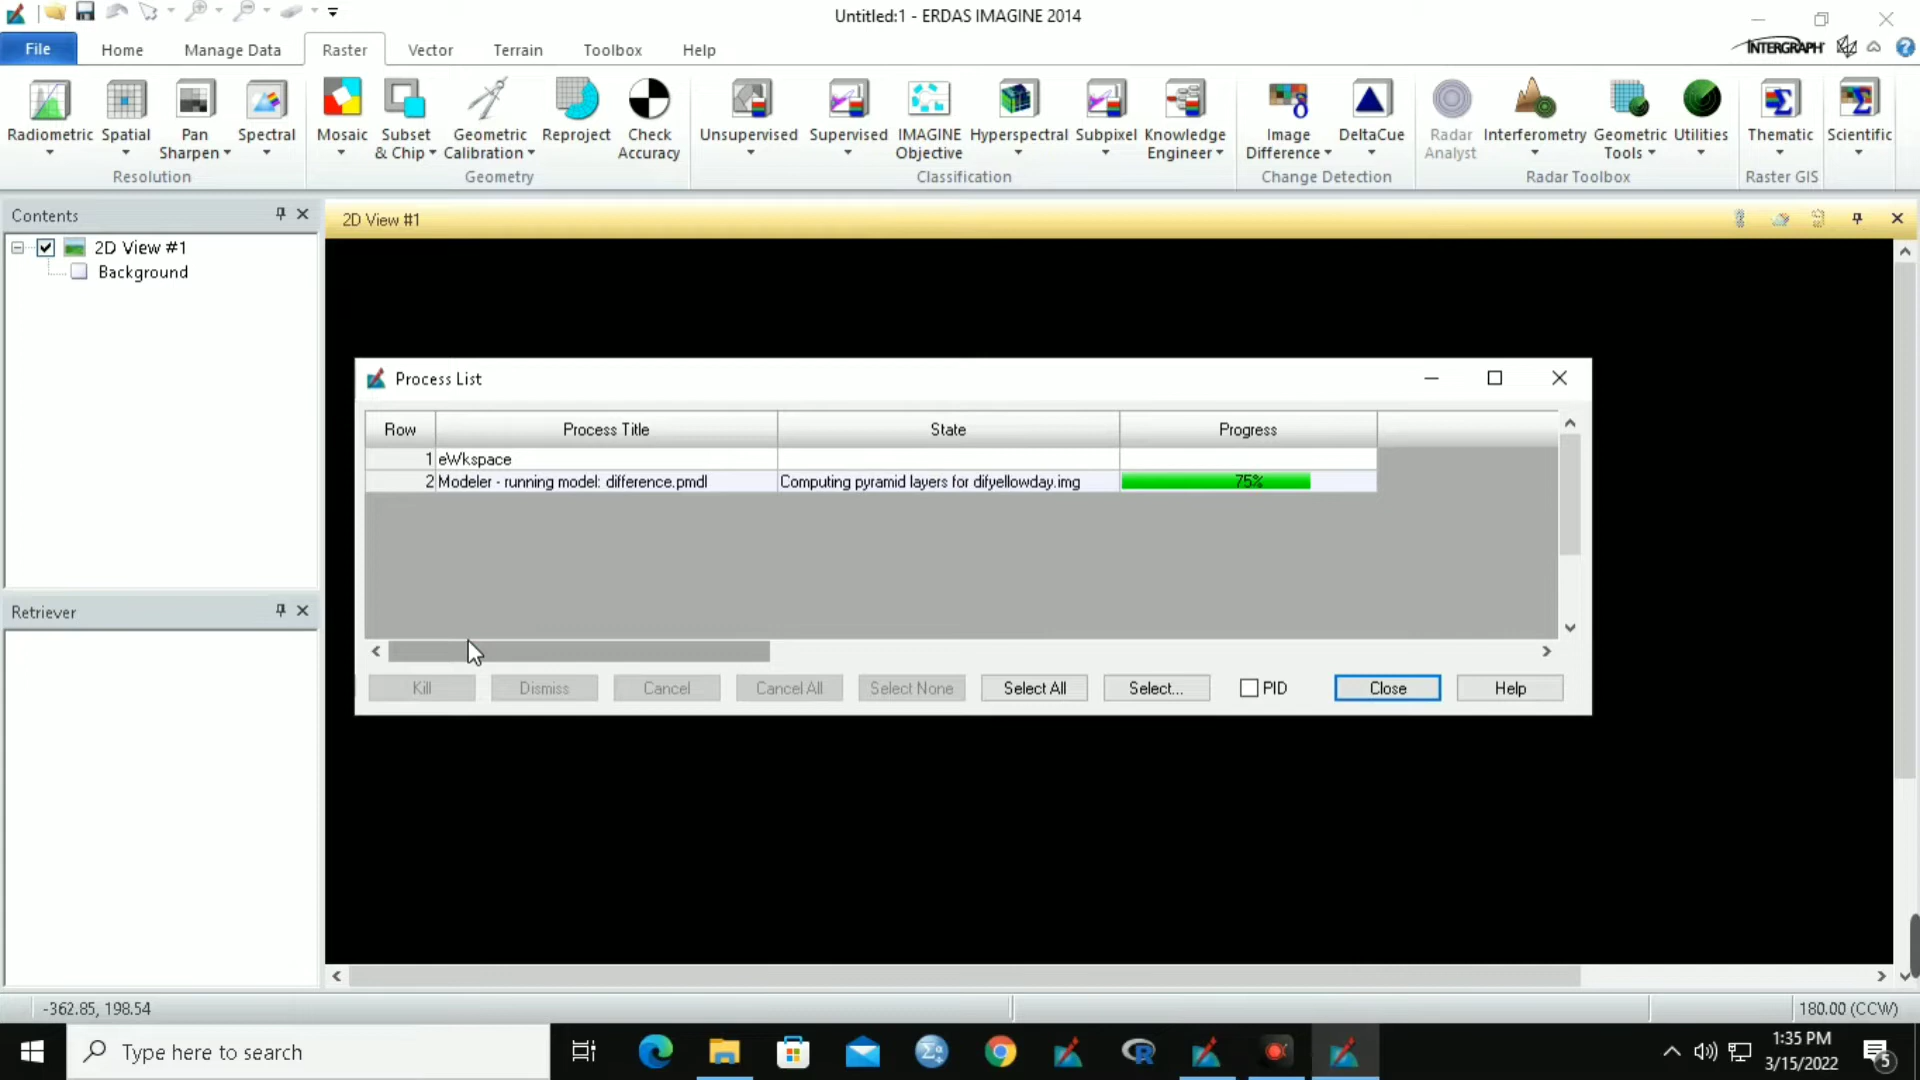 Untitled:1 - ERDAS IMAGINE 2014
File Home Manage Data Raster Vector Terrain Toolbox Help
INTERGRAPH
Radiometric Spatial Pan Sharpen Spectral
Resolution
Mosaic Subset & Chip Geometric Calibration Reproject Check Accuracy
Geometry
Unsupervised Supervised IMAGINE Objective Hyperspectral Subpixel Knowledge Engineer
Classification
Image Difference DeltaCue
Change Detection
Radar Analyst Interferometry Geometric Tools Utilities
Radar Toolbox
Thematic
Raster GIS
Scientific
Contents
2D View #1
Background
Retriever
2D View #1
Process List
Row Process Title State Progress
1 eWkspace
2 Modeler - running model: difference.pmdl Computing pyramid layers for difyellowday.img 75%
Kill Dismiss Cancel Cancel All Select None Select All Select... PID Close Help
-362.85, 198.54
180.00 (CCW)
Type here to search
1:35 PM
3/15/2022
5